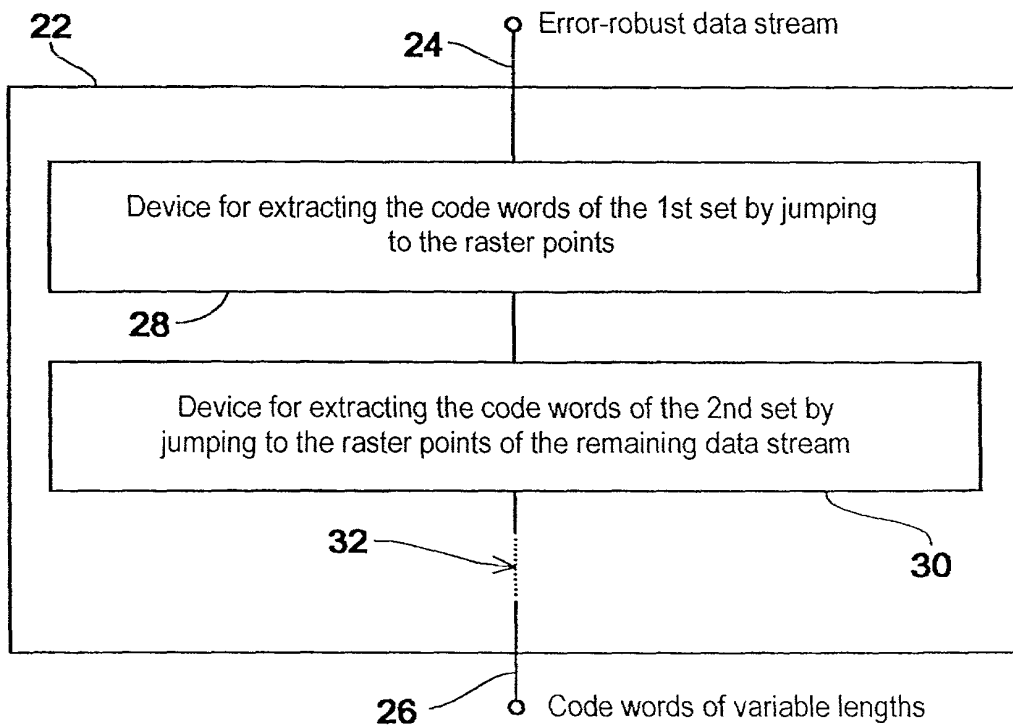 22
24
Error-robust data stream
Device for extracting the code words of the 1st set by jumping
to the raster points
28
Device for extracting the code words of the 2nd set by
jumping to the raster points of the remaining data stream
32
30
26
Code words of variable lengths